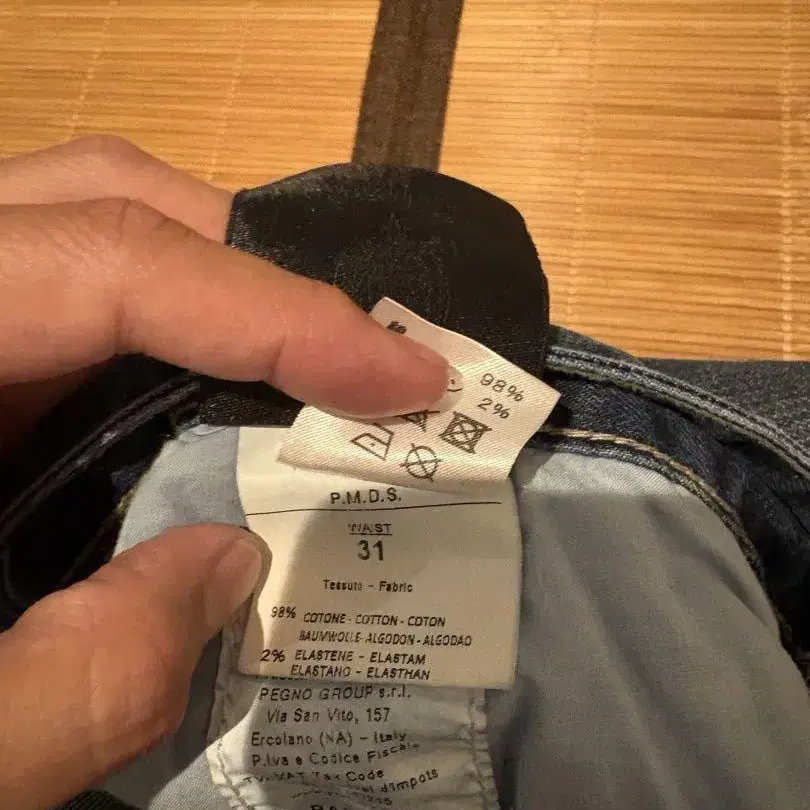 98%
2%
P.M.D.S.
WAIST
31
Tessuto - Fabric
98% COTONE - COTTON - COTON
BAUMWOLLE - ALGODON - ALGODAO
2% ELASTENE - ELASTAM
ELASTANO - ELASTHAN
PEGNO GROUP s.r.l.
Via San Vito, 157
Ercolano (NA) - Italy
P.Iva e Codice Fiscale
Tax Code
d'impots